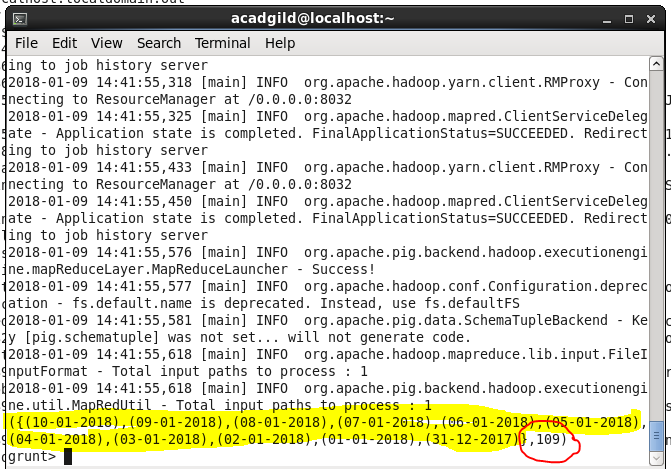 acadgild@localhost:~
File Edit View Search Terminal Help
ing to job history server
2018-01-09 14:41:55,318 [main] INFO  org.apache.hadoop.yarn.client.RMProxy - Con
necting to ResourceManager at /0.0.0.0:8032
2018-01-09 14:41:55,325 [main] INFO  org.apache.hadoop.mapred.ClientServiceDeleg
ate - Application state is completed. FinalApplicationStatus=SUCCEEDED. Redirect
ing to job history server
2018-01-09 14:41:55,433 [main] INFO  org.apache.hadoop.yarn.client.RMProxy - Con
necting to ResourceManager at /0.0.0.0:8032
2018-01-09 14:41:55,450 [main] INFO  org.apache.hadoop.mapred.ClientServiceDeleg
ate - Application state is completed. FinalApplicationStatus=SUCCEEDED. Redirect
ing to job history server
2018-01-09 14:41:55,576 [main] INFO  org.apache.pig.backend.hadoop.executionengi
ne.mapReduceLayer.MapReduceLauncher - Success!
2018-01-09 14:41:55,577 [main] INFO  org.apache.hadoop.conf.Configuration.deprec
ation - fs.default.name is deprecated. Instead, use fs.defaultFS
2018-01-09 14:41:55,581 [main] INFO  org.apache.pig.data.SchemaTupleBackend - Ke
y [pig.schematuple] was not set... will not generate code.
2018-01-09 14:41:55,618 [main] INFO  org.apache.hadoop.mapreduce.lib.input.FileI
nputFormat - Total input paths to process : 1
2018-01-09 14:41:55,618 [main] INFO  org.apache.pig.backend.hadoop.executionengi
ne.util.MapRedUtil - Total input paths to process : 1
({(10-01-2018),(09-01-2018),(08-01-2018),(07-01-2018),(06-01-2018),(05-01-2018),
(04-01-2018),(03-01-2018),(02-01-2018),(01-01-2018),(31-12-2017)},109)
grunt>